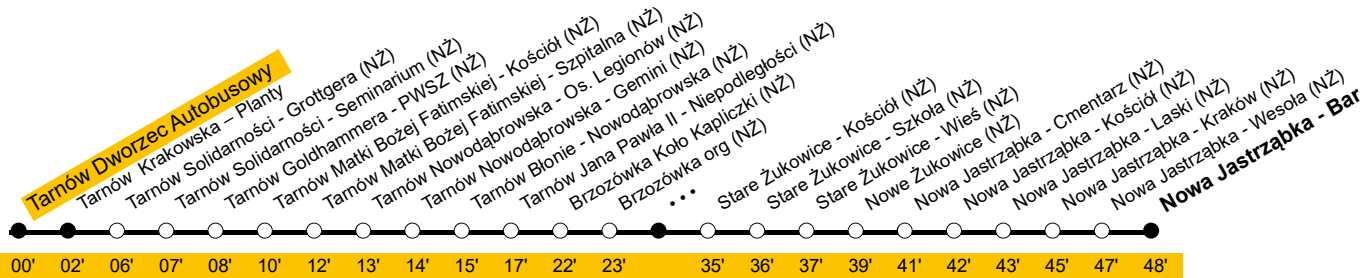 Tarnów Dworzec Autobusowy
Tarnów Krakowska – Planty
Tarnów Solidarności - Grottgera (NŻ)
Tarnów Solidarności - Seminarium (NŻ)
Tarnów Goldhammera - PWSZ (NŻ)
Tarnów Matki Bożej Fatimskiej - Kościół (NŻ)
Tarnów Matki Bożej Fatimskiej - Szpitalna (NŻ)
Tarnów Nowodąbrowska - Os. Legionów (NŻ)
Tarnów Nowodąbrowska - Gemini (NŻ)
Tarnów Błonie - Nowodąbrowska (NŻ)
Tarnów Jana Pawła II - Niepodległości (NŻ)
Brzozówka Koło Kapliczki (NŻ)
Brzozówka org (NŻ)
• • •
Stare Żukowice - Kościół (NŻ)
Stare Żukowice - Szkoła (NŻ)
Stare Żukowice - Wieś (NŻ)
Nowe Żukowice (NŻ)
Nowa Jastrząbka - Cmentarz (NŻ)
Nowa Jastrząbka - Kościół (NŻ)
Nowa Jastrząbka - Laski (NŻ)
Nowa Jastrząbka - Kraków (NŻ)
Nowa Jastrząbka - Wesoła (NŻ)
Nowa Jastrząbka - Bar
00' 02' 06' 07' 08' 10' 12' 13' 14' 15' 17' 22' 23' 35' 36' 37' 39' 41' 42' 43' 45' 47' 48'